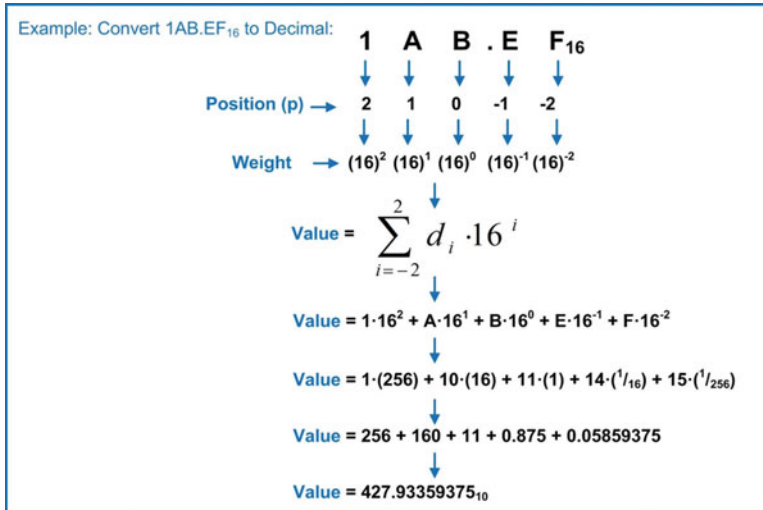 Example: Convert 1AB.EF₁₆ to Decimal:
1 A B . E F₁₆
Position (p) → 2 1 0 -1 -2
Weight → (16)² (16)¹ (16)⁰ (16)⁻¹ (16)⁻²
Value = ∑ᵢ₌₋₂² dᵢ ·16ⁱ
Value = 1·16² + A·16¹ + B·16⁰ + E·16⁻¹ + F·16⁻²
Value = 1·(256) + 10·(16) + 11·(1) + 14·(¹/₁₆) + 15·(¹/₂₅₆)
Value = 256 + 160 + 11 + 0.875 + 0.05859375
Value = 427.93359375₁₀